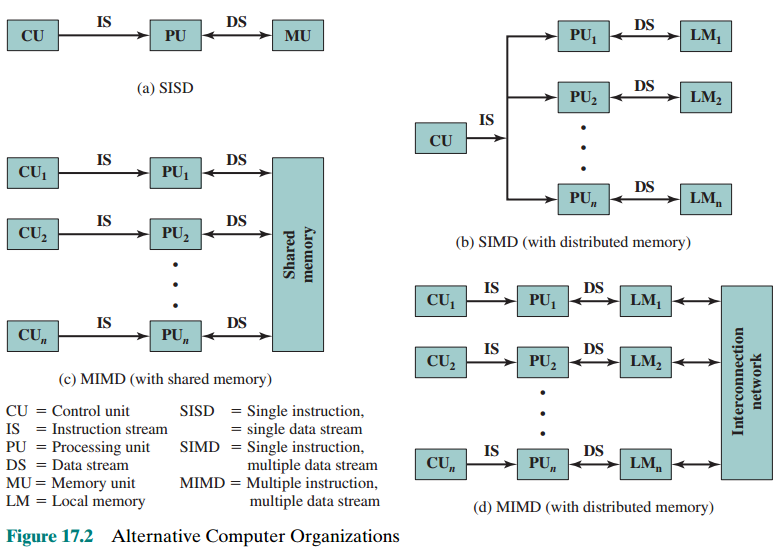 IS DS
CU PU MU
(a) SISD
DS
PU1 LM1
DS
PU2 LM2
IS
CU
DS
PUn LMn
(b) SIMD (with distributed memory)
IS DS
CU1 PU1
IS DS
CU2 PU2
Shared
memory
IS DS
CUn PUn
(c) MIMD (with shared memory)
IS DS
CU1 PU1 LM1
IS DS
CU2 PU2 LM2
Interconnection
network
IS DS
CUn PUn LMn
(d) MIMD (with distributed memory)
CU = Control unit
IS = Instruction stream
PU = Processing unit
DS = Data stream
MU = Memory unit
LM = Local memory
SISD = Single instruction,
= single data stream
SIMD = Single instruction,
multiple data stream
MIMD = Multiple instruction,
multiple data stream
Figure 17.2 Alternative Computer Organizations